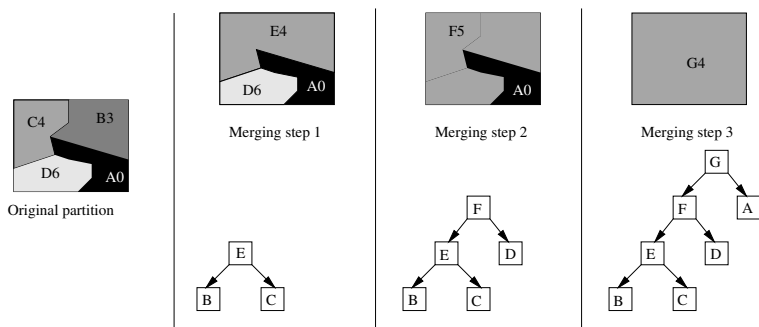 C4
B3
D6
A0
Original partition
E4
D6
A0
Merging step 1
E
B
C
F5
A0
Merging step 2
F
E
D
B
C
G4
Merging step 3
G
F
A
E
D
B
C